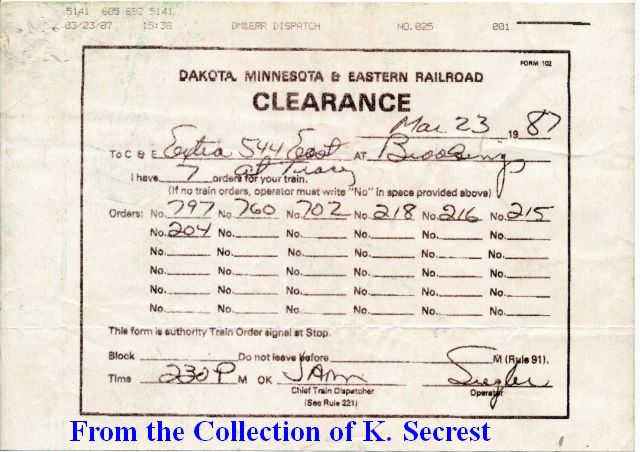 5141 605 692 5141
03/23/87 15:38 DM&ERR DISPATCH NO.025 001
FORM 102
DAKOTA, MINNESOTA & EASTERN RAILROAD
CLEARANCE
Mar 23 1987
To C & E Extra 544 East AT Brookings
at Tracy
I have 7 orders for your train.
(If no train orders, operator must write "No" in space provided above)
Orders: No. 797 No. 760 No. 702 No. 218 No. 216 No. 215
No. 204 No. No. No. No. No.
No. No. No. No. No. No.
No. No. No. No. No. No.
No. No. No. No. No. No.
No. No. No. No. No. No.
This form is authority Train Order signal at Stop.
Block Do not leave before M (Rule 91).
Time 230P M OK JAM Siegler
Chief Train Dispatcher Operator
(See Rule 221)
From the Collection of K. Secrest